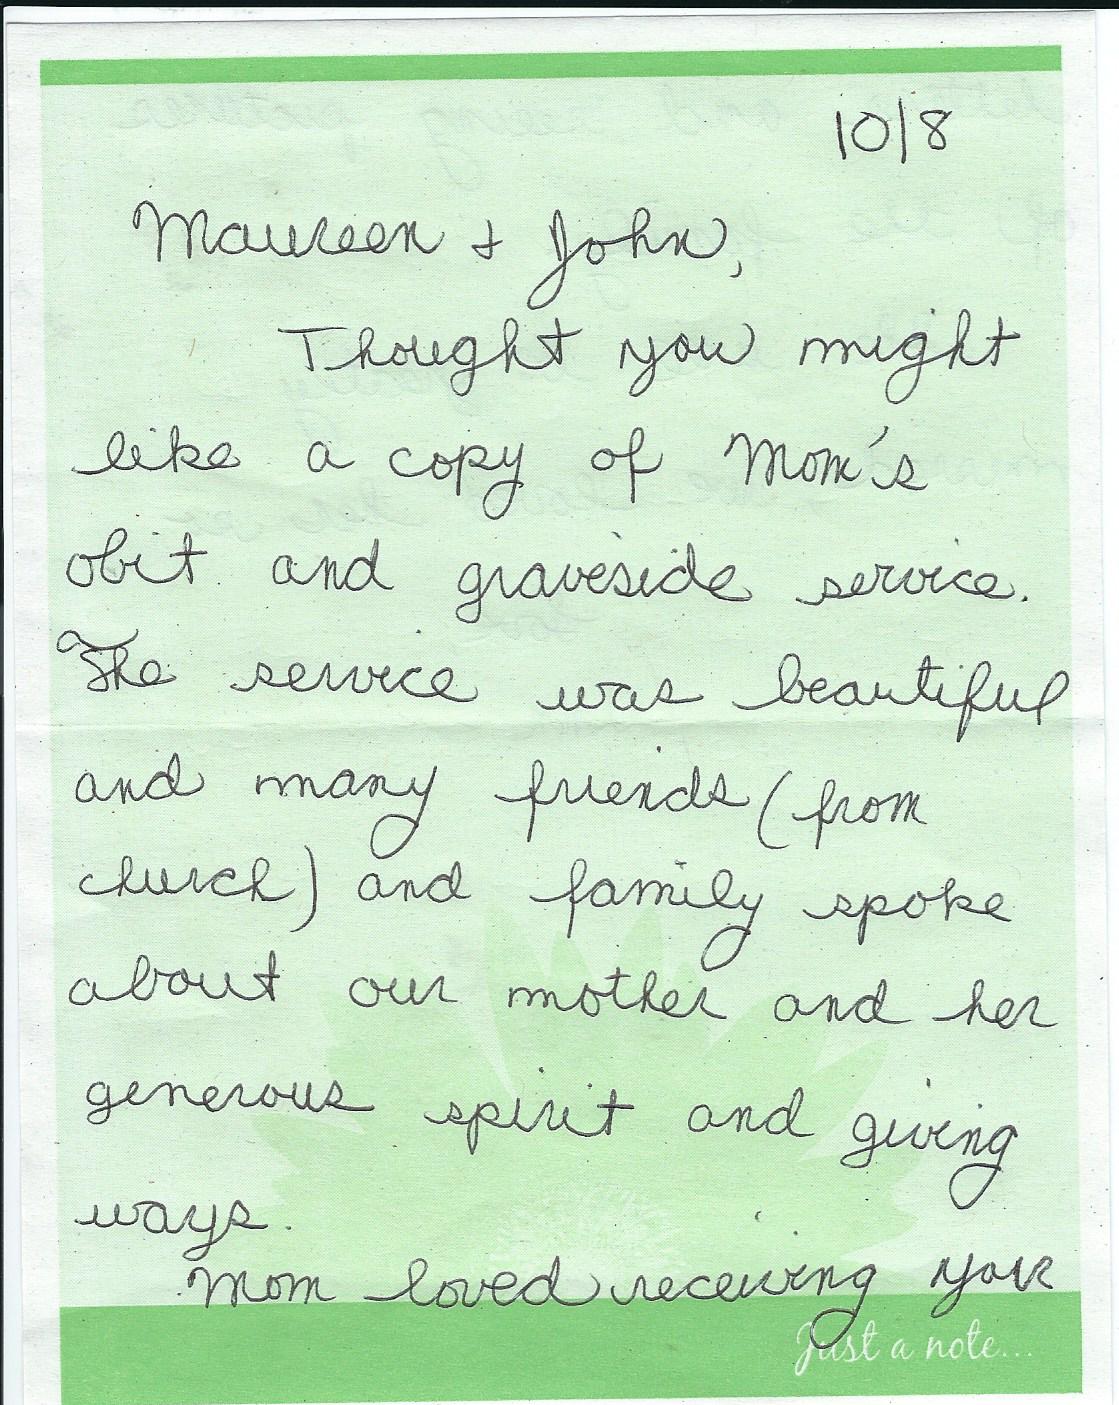 10/8
Maureen + John,
Thought you might
like a copy of Mom's
obit and graveside service.
The service was beautiful
and many friends (from
church) and family spoke
about our mother and her
generous spirit and giving
ways.
Mom loved receiving your
Just a note...